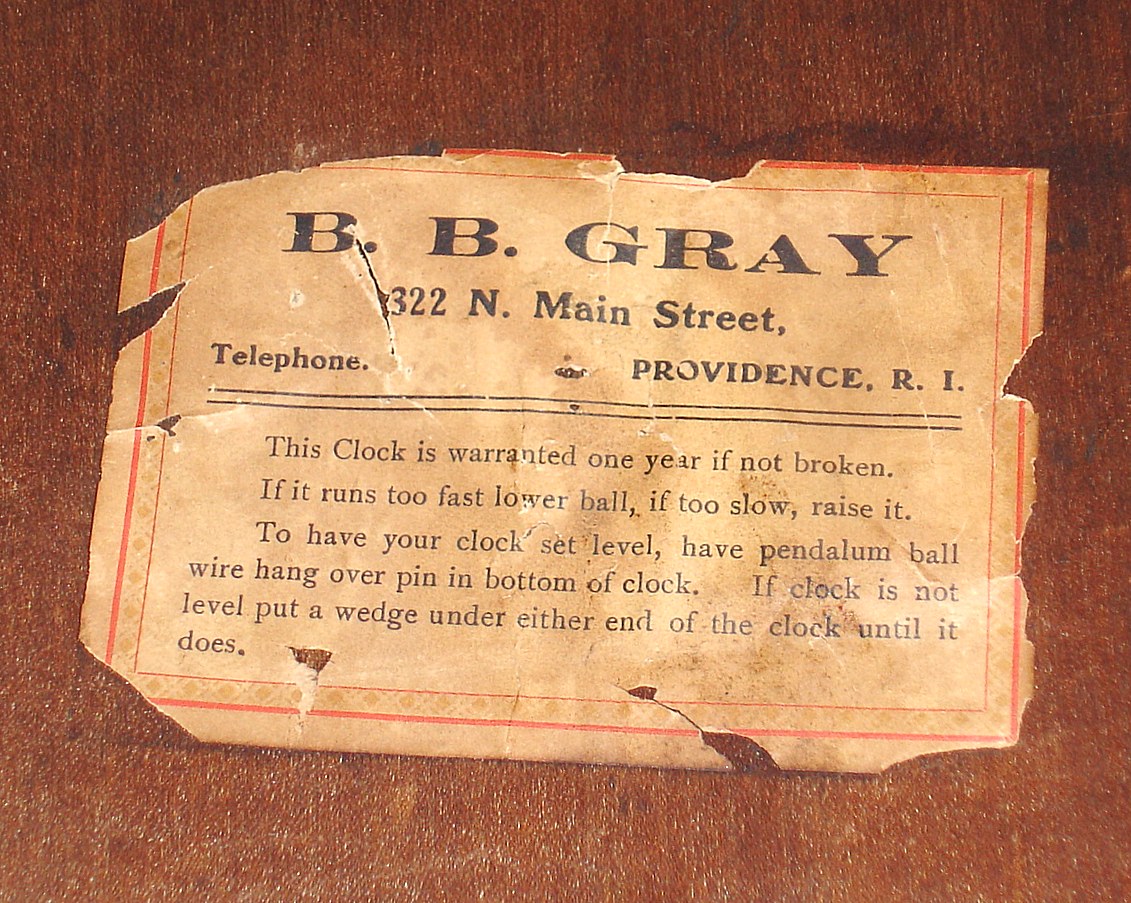 B. B. GRAY
322 N. Main Street,
Telephone. PROVIDENCE, R. I.
This Clock is warranted one year if not broken.
If it runs too fast lower ball, if too slow, raise it.
To have your clock set level, have pendalum ball
wire hang over pin in bottom of clock. If clock is not
level put a wedge under either end of the clock until it
does.